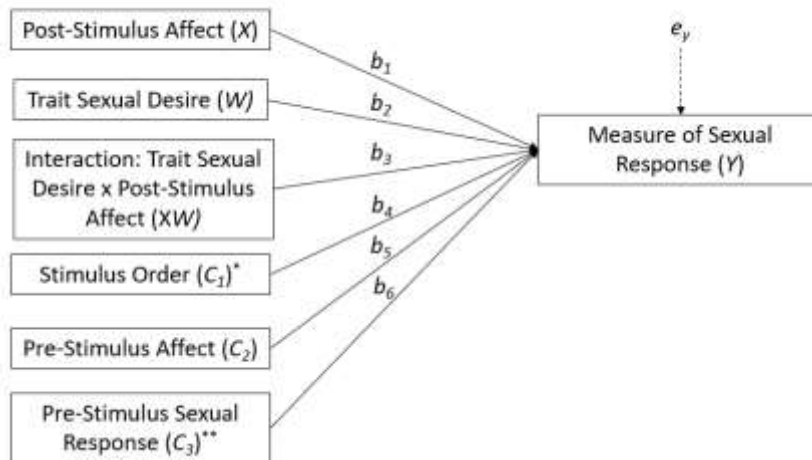 Post-Stimulus Affect (X)
Trait Sexual Desire (W)
Interaction: Trait Sexual
Desire x Post-Stimulus
Affect (XW)
Stimulus Order (C₁)*
Pre-Stimulus Affect (C₂)
Pre-Stimulus Sexual
Response (C₃)**
b₁
b₂
b₃
b₄
b₅
b₆
eᵧ
Measure of Sexual
Response (Y)